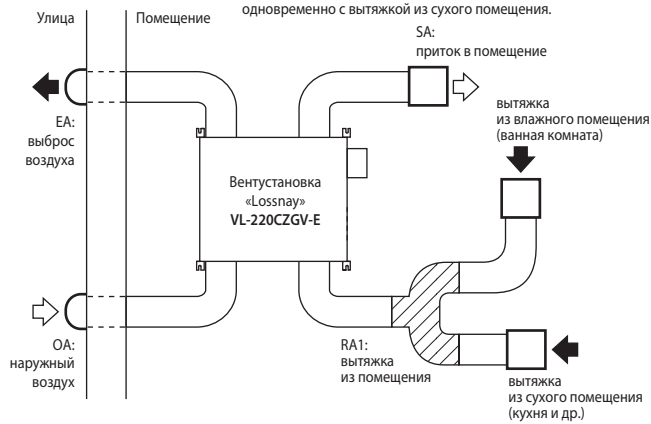 одновременно с вытяжкой из сухого помещения.
Улица
Помещение
SA:
приток в помещение
EA:
выброс
воздуха
вытяжка
из влажного помещения
(ванная комната)
Вентустановка
«Lossnay»
VL-220CZGV-E
OA:
наружный
воздух
RA1:
вытяжка
из помещения
вытяжка
из сухого помещения
(кухня и др.)